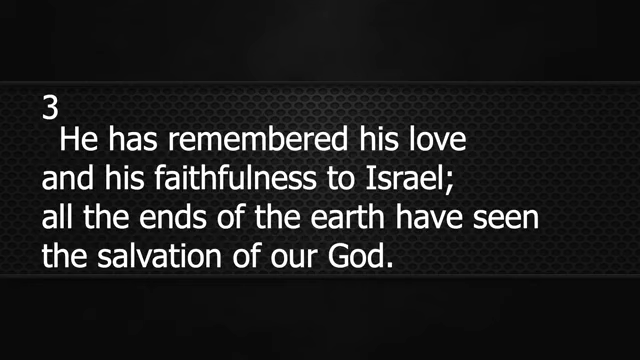 3
He has remembered his love
and his faithfulness to Israel;
all the ends of the earth have seen
the salvation of our God.